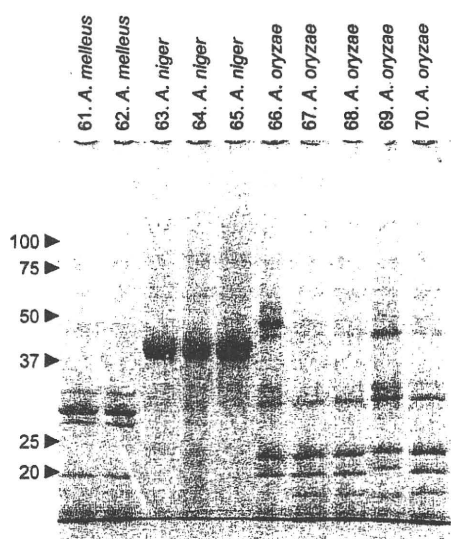 61. A. melleus
62. A. melleus
63. A. niger
64. A. niger
65. A. niger
66. A. oryzae
67. A. oryzae
68. A. oryzae
69. A. oryzae
70. A. oryzae
100
75
50
37
25
20